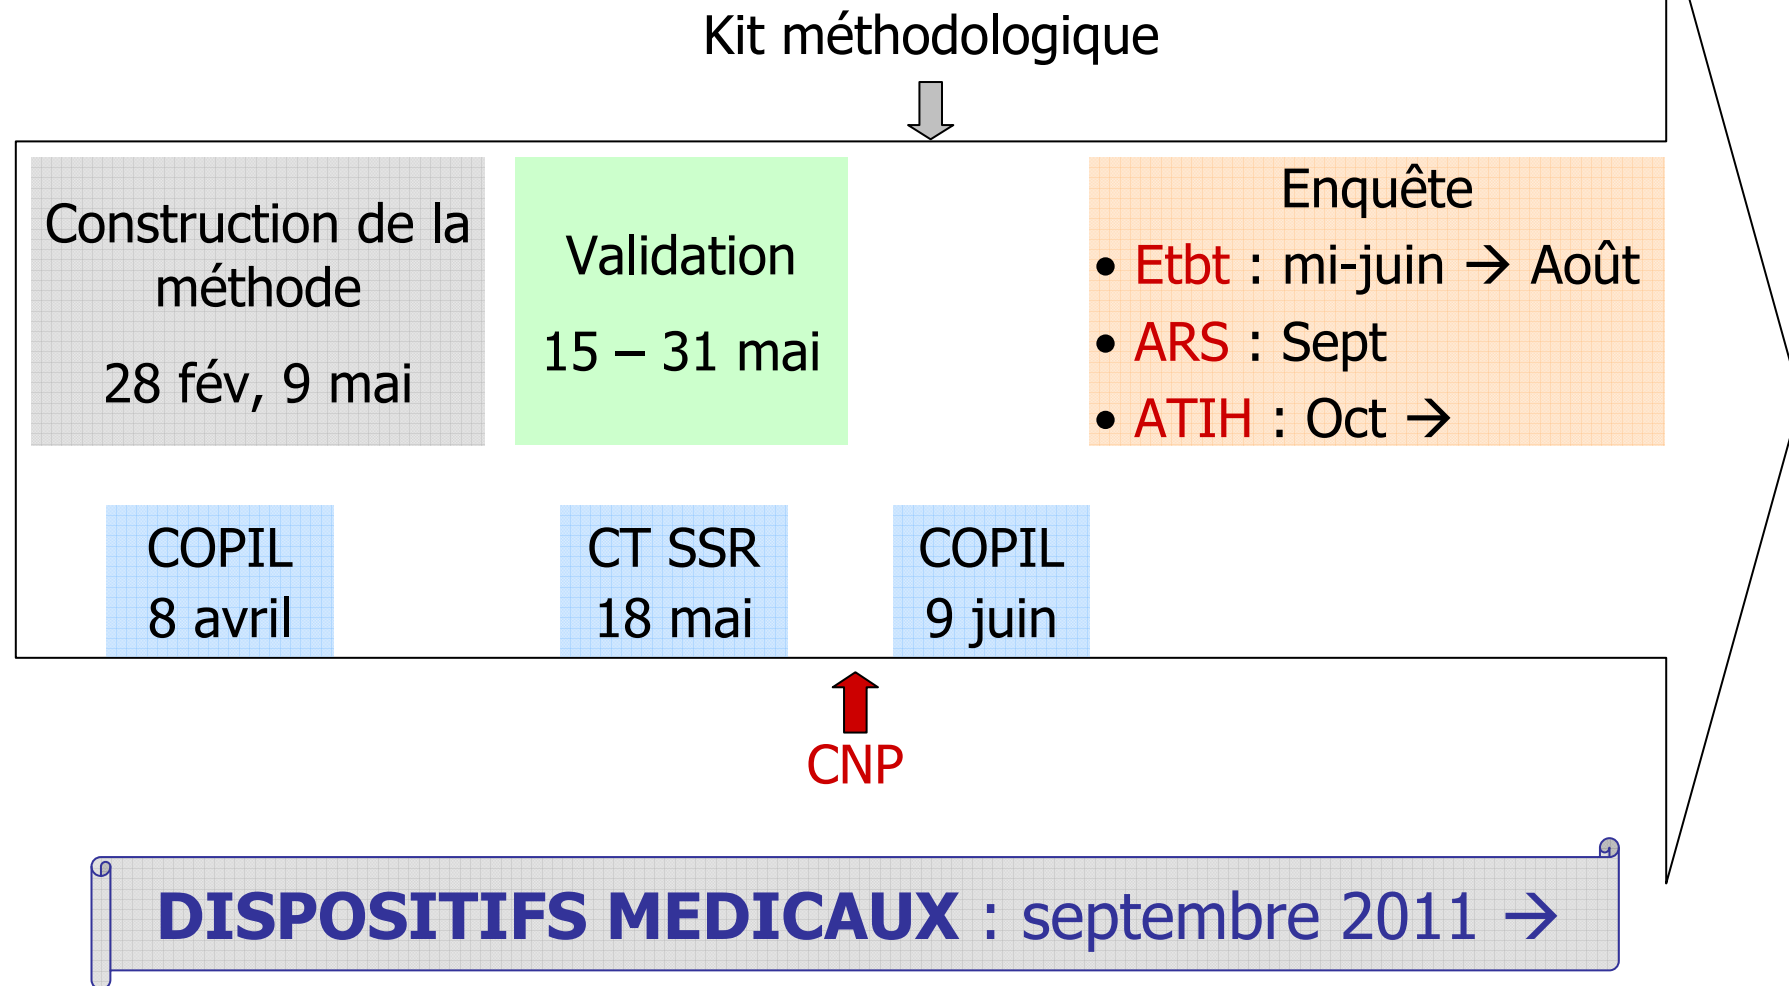 Kit méthodologique
Construction de la
méthode
28 fév, 9 mai
Validation
15 – 31 mai
Enquête
• Etbt : mi-juin → Août
• ARS : Sept
• ATIH : Oct →
COPIL
8 avril
CT SSR
18 mai
COPIL
9 juin
CNP
DISPOSITIFS MEDICAUX : septembre 2011 →